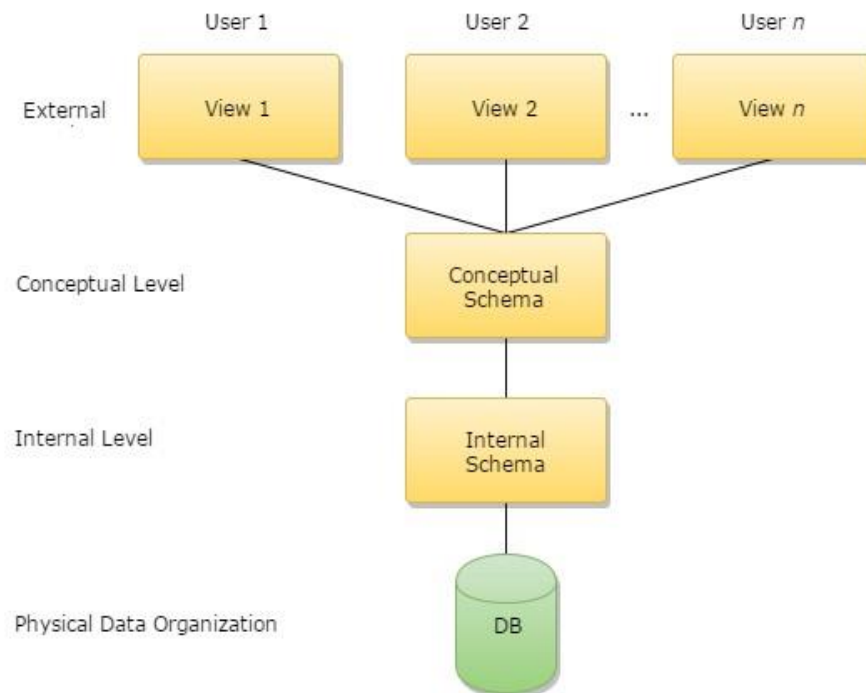 User 1
User 2
User n
External
View 1
View 2
...
View n
Conceptual Level
Conceptual
Schema
Internal Level
Internal
Schema
Physical Data Organization
DB